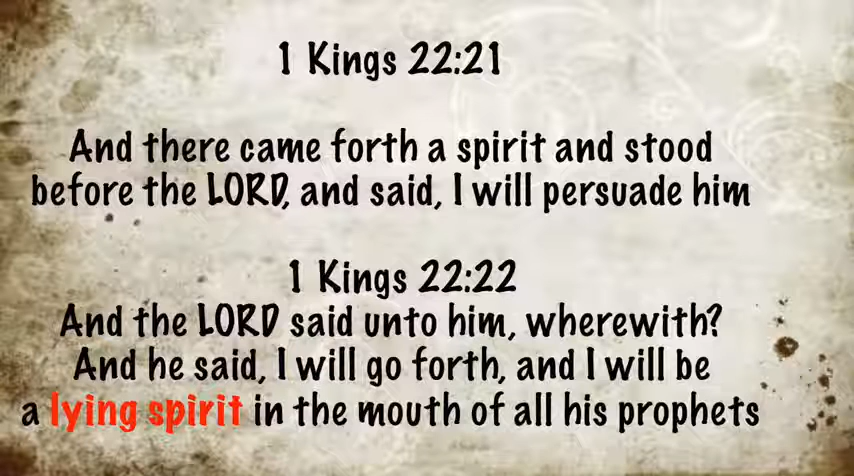 1 Kings 22:21
And there came forth a spirit and stood
before the LORD, and said, I will persuade him
1 Kings 22:22
And the LORD said unto him, wherewith?
And he said, I will go forth, and I will be
a lying spirit in the mouth of all his prophets